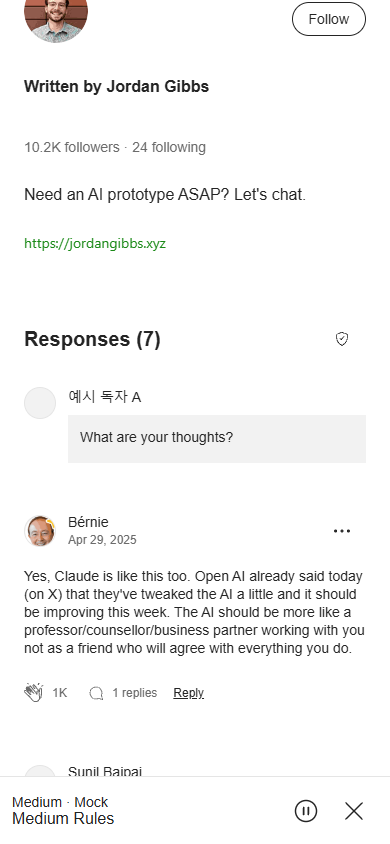 Follow
Written by Jordan Gibbs
10.2K followers · 24 following
Need an AI prototype ASAP? Let's chat.
https://jordangibbs.xyz
Responses (7)
예시 독자 A
What are your thoughts?
Bérnie
Apr 29, 2025
Yes, Claude is like this too. Open AI already said today
(on X) that they've tweaked the AI a little and it should
be improving this week. The AI should be more like a
professor/counsellor/business partner working with you
not as a friend who will agree with everything you do.
1K
1 replies
Reply
Sunil Bajpai
Medium · Mock
Medium Rules